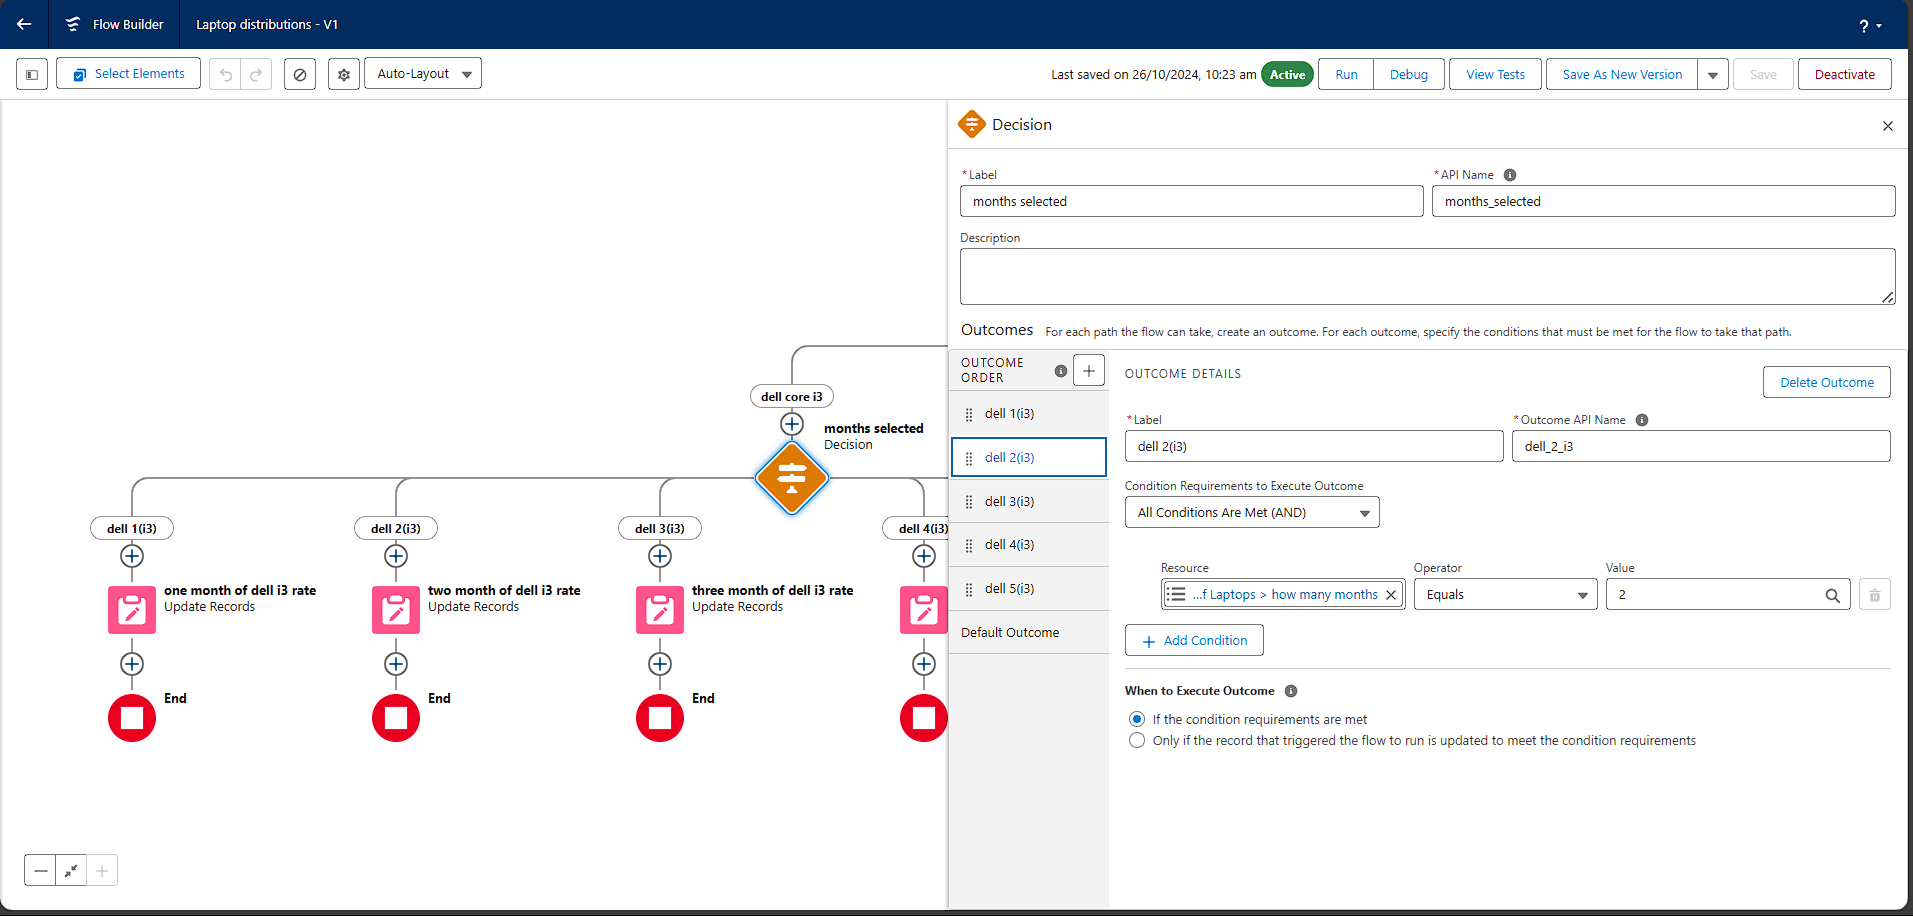 Flow Builder
Laptop distributions - V1
?
Select Elements
Auto-Layout
Last saved on 26/10/2024, 10:23 am
Active
Run
Debug
View Tests
Save As New Version
Save
Deactivate
dell core i3
months selected
Decision
dell 1(i3)
dell 2(i3)
dell 3(i3)
dell 4(i3)
one month of dell i3 rate
Update Records
two month of dell i3 rate
Update Records
three month of dell i3 rate
Update Records
End
End
End
Decision
*Label
months selected
*API Name
months_selected
Description
Outcomes
For each path the flow can take, create an outcome. For each outcome, specify the conditions that must be met for the flow to take that path.
OUTCOME
ORDER
dell 1(i3)
dell 2(i3)
dell 3(i3)
dell 4(i3)
dell 5(i3)
Default Outcome
OUTCOME DETAILS
Delete Outcome
*Label
dell 2(i3)
*Outcome API Name
dell_2_i3
Condition Requirements to Execute Outcome
All Conditions Are Met (AND)
Resource
...f Laptops > how many months
Operator
Equals
Value
2
Add Condition
When to Execute Outcome
If the condition requirements are met
Only if the record that triggered the flow to run is updated to meet the condition requirements